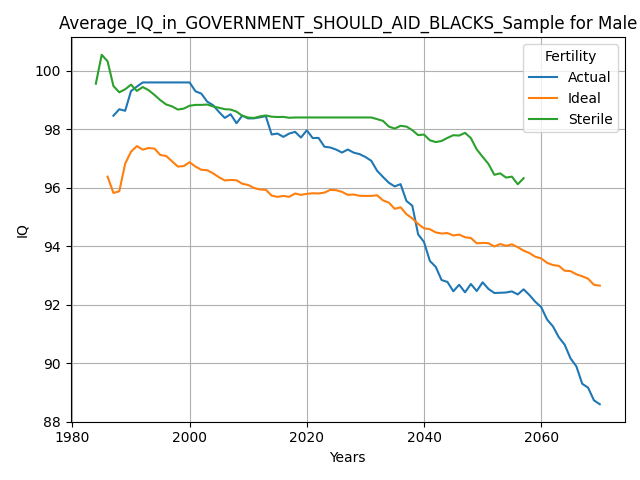 Average_IQ_in_GOVERNMENT_SHOULD_AID_BLACKS_Sample for Male
Fertility
Actual
Ideal
Sterile
IQ
100
98
96
94
92
90
88
1980
2000
2020
2040
2060
Years